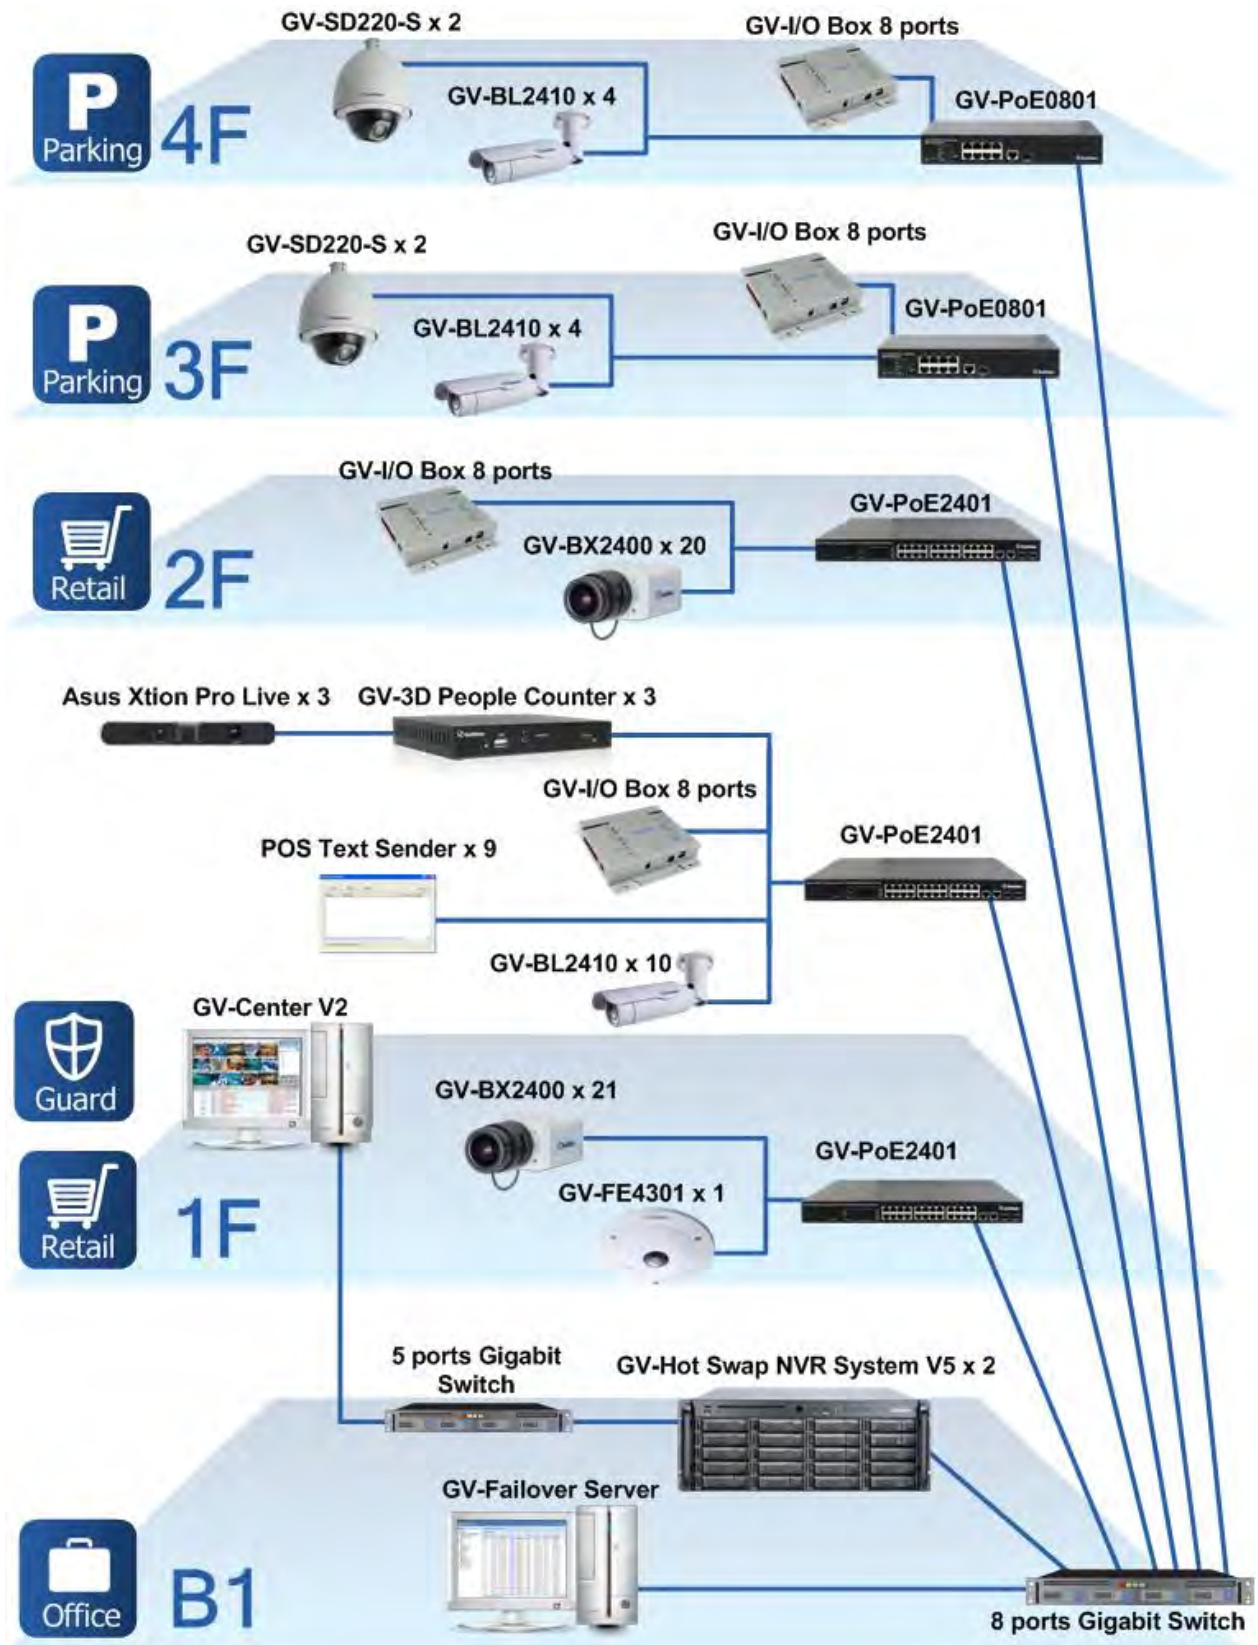 GV-SD220-S x 2
GV-I/O Box 8 ports
GV-BL2410 x 4
GV-PoE0801
P
Parking
4F
GV-SD220-S x 2
GV-I/O Box 8 ports
GV-BL2410 x 4
GV-PoE0801
P
Parking
3F
GV-I/O Box 8 ports
GV-PoE2401
GV-BX2400 x 20
Retail
2F
Asus Xtion Pro Live x 3
GV-3D People Counter x 3
GV-I/O Box 8 ports
GV-PoE2401
POS Text Sender x 9
GV-BL2410 x 10
GV-Center V2
Guard
GV-BX2400 x 21
GV-PoE2401
GV-FE4301 x 1
Retail
1F
5 ports Gigabit
Switch
GV-Hot Swap NVR System V5 x 2
GV-Failover Server
Office
B1
8 ports Gigabit Switch